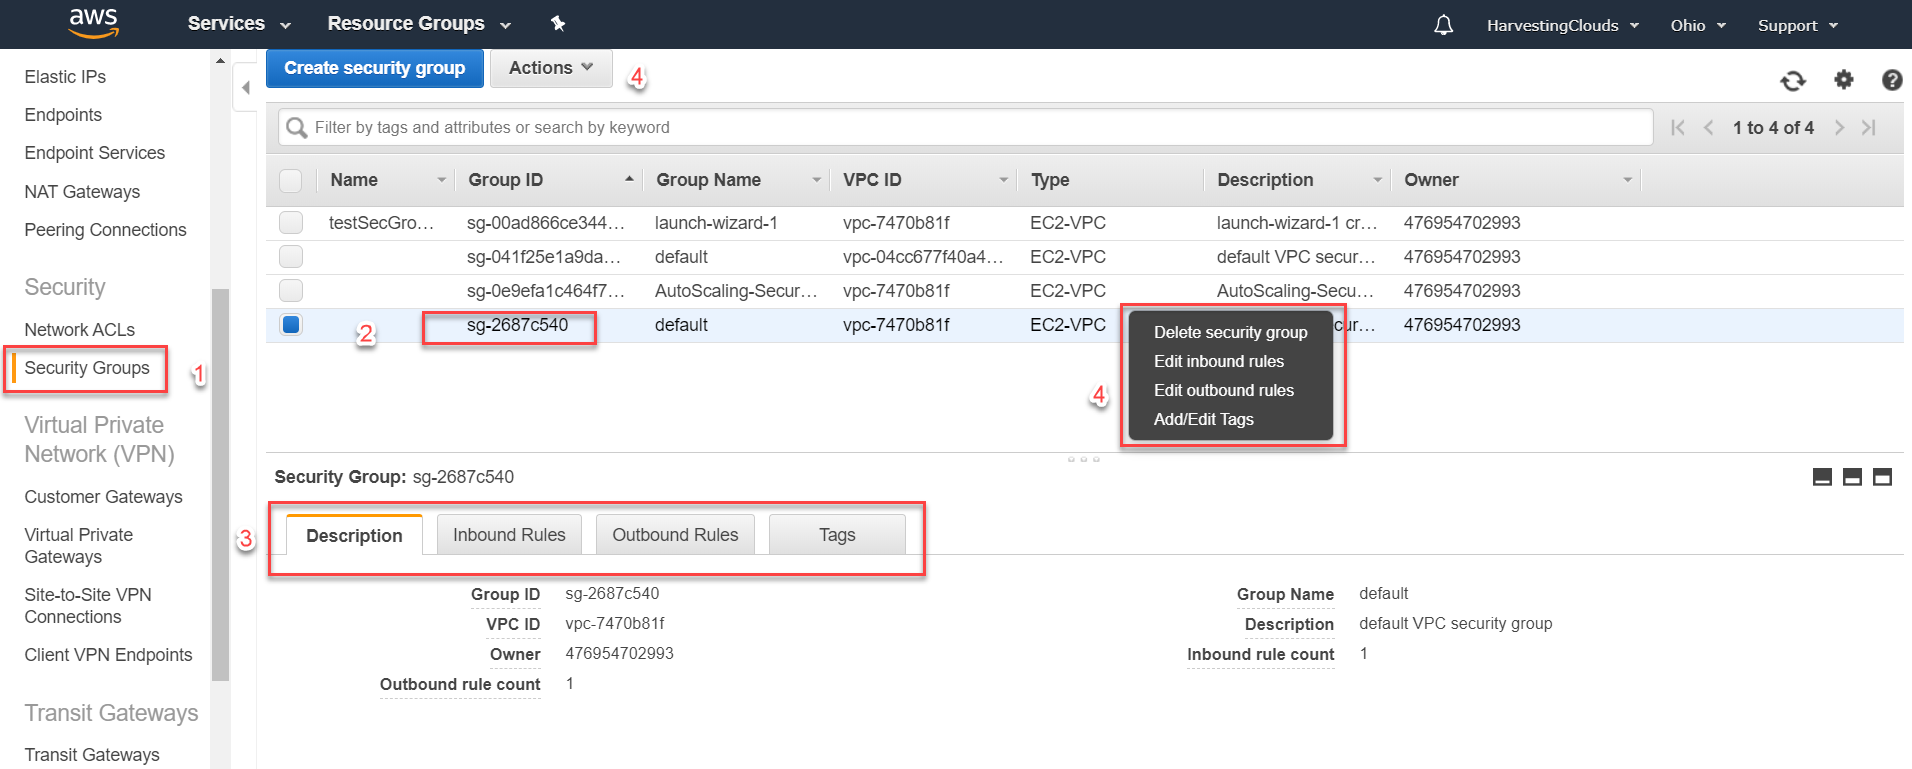 aws
Services
Resource Groups
HarvestingClouds
Ohio
Support
Elastic IPs
Endpoints
Endpoint Services
NAT Gateways
Peering Connections
Security
Network ACLs
Security Groups
1
Virtual Private
Network (VPN)
Customer Gateways
Virtual Private
Gateways
Site-to-Site VPN
Connections
Client VPN Endpoints
Transit Gateways
Transit Gateways
Create security group
Actions
4
Filter by tags and attributes or search by keyword
1 to 4 of 4
Name Group ID Group Name VPC ID Type Description Owner
testSecGro... sg-00ad866ce344... launch-wizard-1 vpc-7470b81f EC2-VPC launch-wizard-1 cr... 476954702993
sg-041f25e1a9da... default vpc-04cc677f40a4... EC2-VPC default VPC secur... 476954702993
sg-0e9efa1c464f7... AutoScaling-Secur... vpc-7470b81f EC2-VPC AutoScaling-Secu... 476954702993
2 sg-2687c540 default vpc-7470b81f EC2-VPC cur... 476954702993
Delete security group
Edit inbound rules
Edit outbound rules
Add/Edit Tags
4
Security Group: sg-2687c540
3
Description Inbound Rules Outbound Rules Tags
Group ID sg-2687c540
VPC ID vpc-7470b81f
Owner 476954702993
Outbound rule count 1
Group Name default
Description default VPC security group
Inbound rule count 1